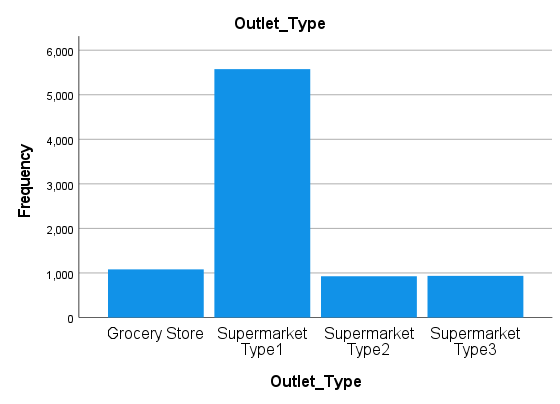 Outlet_Type
6,000
5,000
4,000
3,000
2,000
1,000
0
Frequency
Grocery Store
Supermarket
Type1
Supermarket
Type2
Supermarket
Type3
Outlet_Type